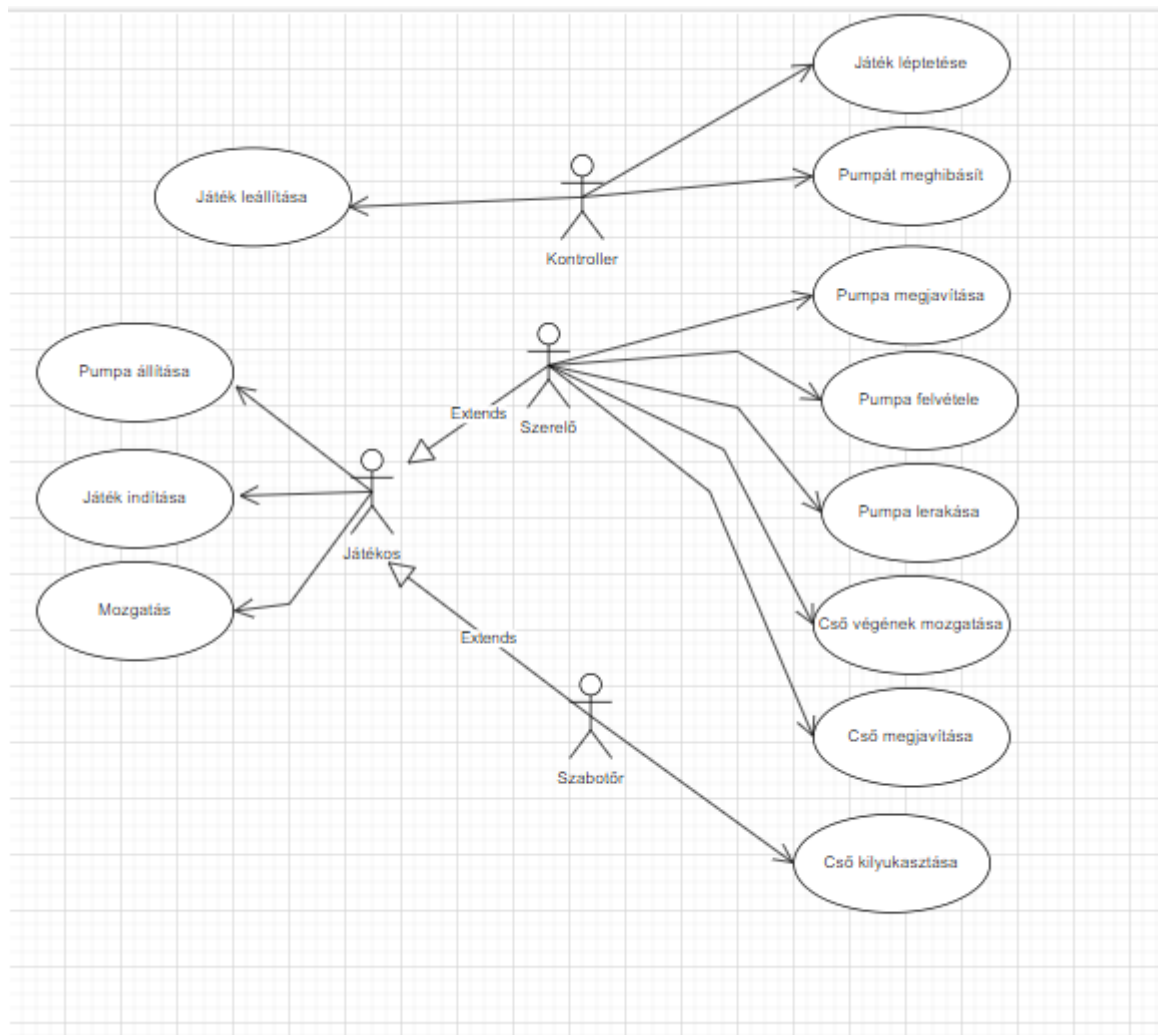 Játék léptetése
Pumpát meghibásít
Játék leállítása
Kontroller
Pumpa megjavítása
Pumpa állítása
Pumpa felvétele
Extends
Szerelő
Játék indítása
Pumpa lerakása
Játékos
Mozgatás
Cső végének mozgatása
Extends
Cső megjavítása
Szabotőr
Cső kilyukasztása